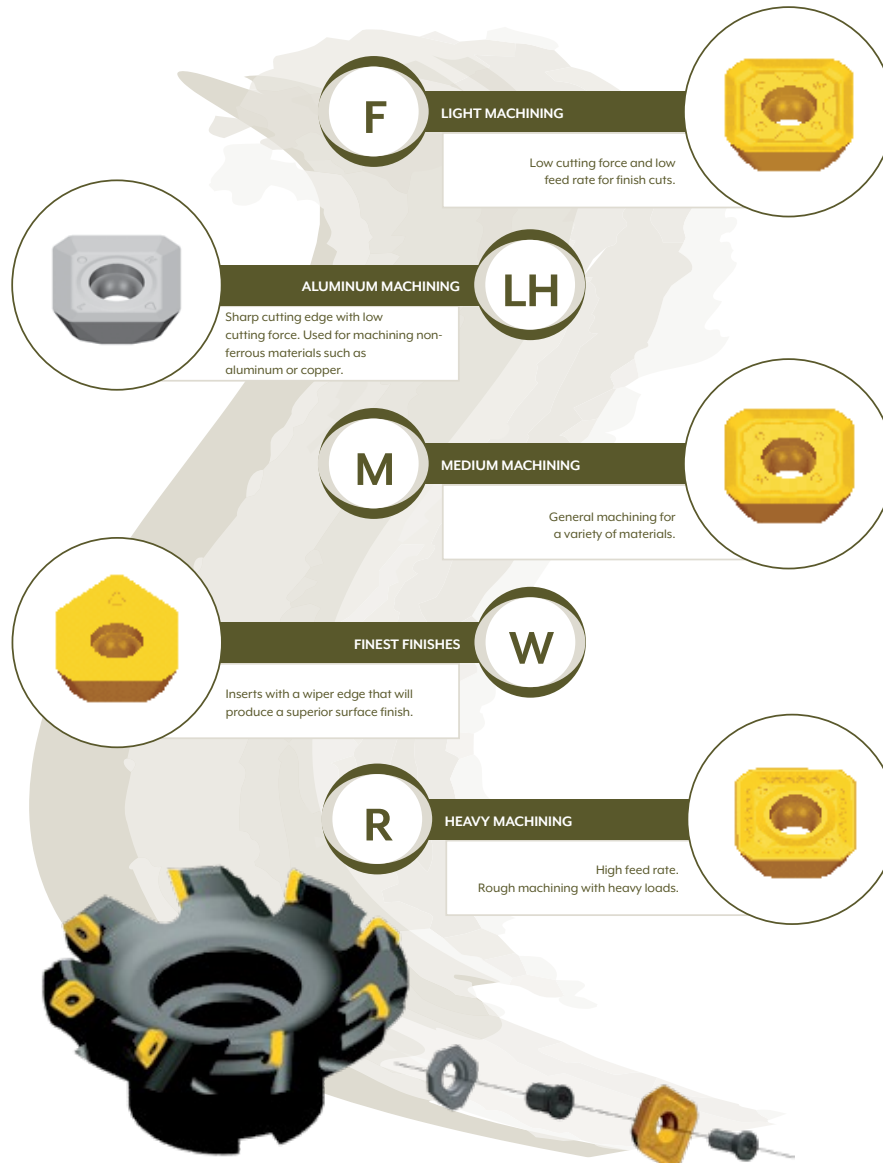 F
LIGHT MACHINING
Low cutting force and low
feed rate for finish cuts.
ALUMINUM MACHINING
LH
Sharp cutting edge with low
cutting force. Used for machining non-
ferrous materials such as
aluminum or copper.
M
MEDIUM MACHINING
General machining for
a variety of materials.
FINEST FINISHES
W
Inserts with a wiper edge that will
produce a superior surface finish.
R
HEAVY MACHINING
High feed rate.
Rough machining with heavy loads.